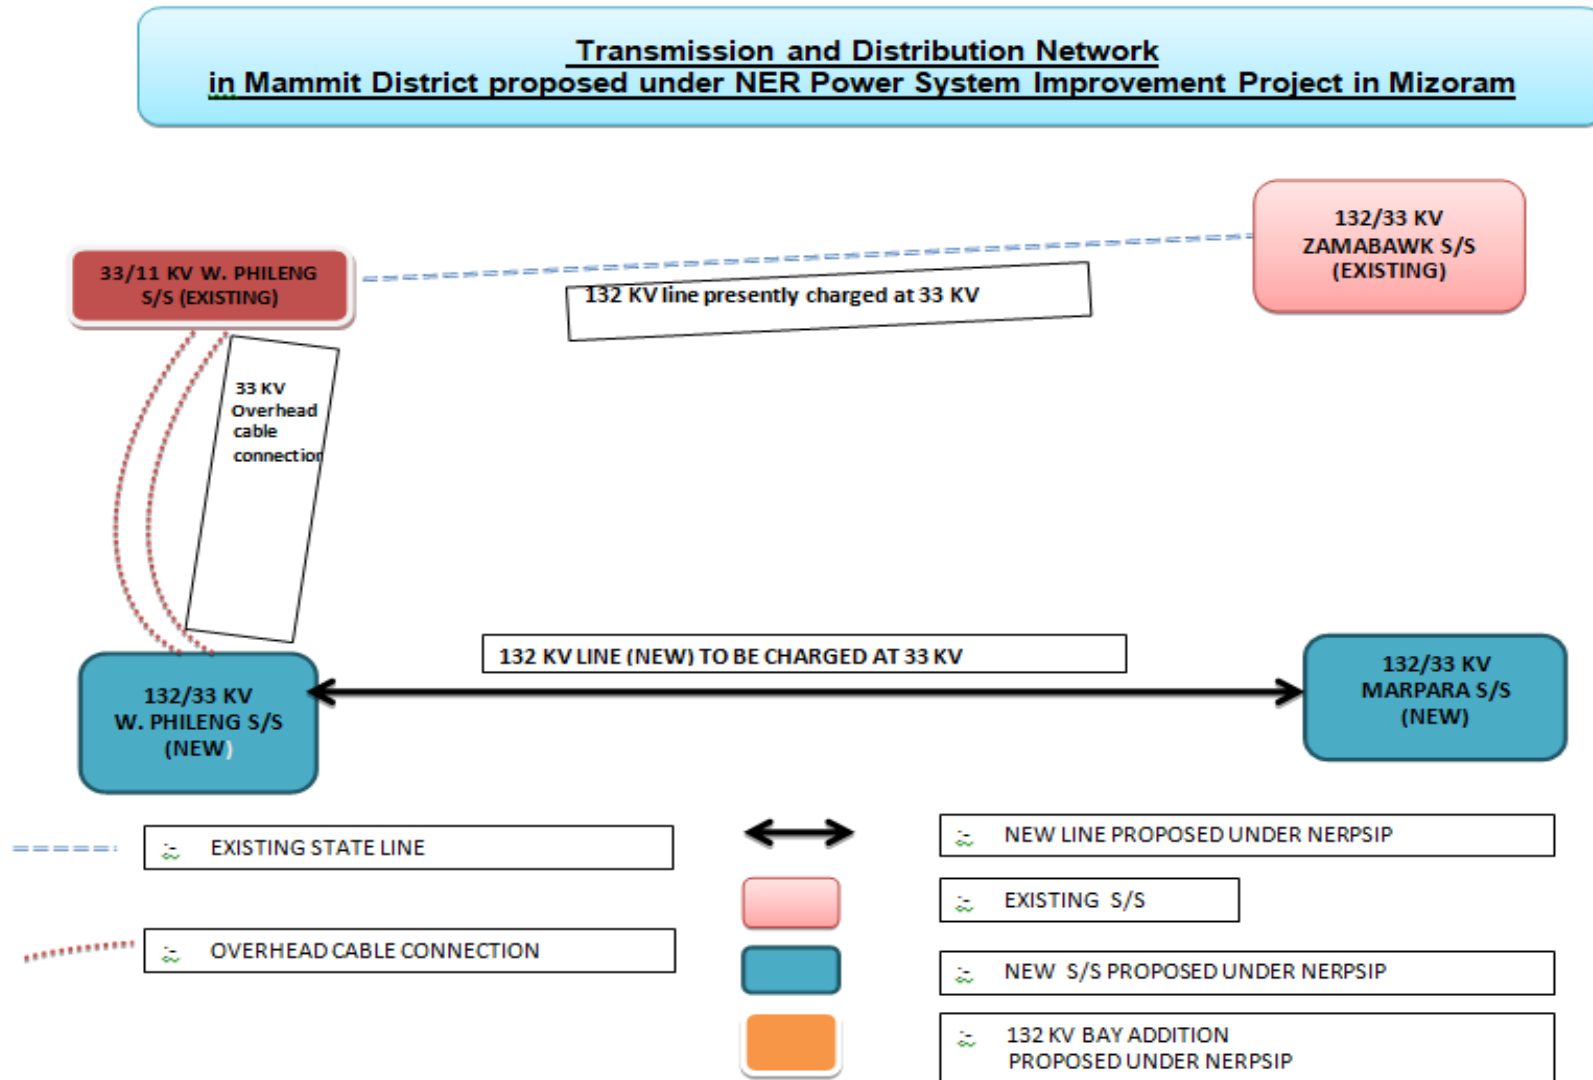 Transmission and Distribution Network
in Mammit District proposed under NER Power System Improvement Project in Mizoram
132/33 KV
ZAMABAWK S/S
(EXISTING)
33/11 KV W. PHILENG
S/S (EXISTING)
132 KV line presently charged at 33 KV
33 KV
Overhead
cable
connection
132 KV LINE (NEW) TO BE CHARGED AT 33 KV
132/33 KV
W. PHILENG S/S
(NEW)
132/33 KV
MARPARA S/S
(NEW)
:- EXISTING STATE LINE
:- NEW LINE PROPOSED UNDER NERPSIP
:- EXISTING S/S
:- OVERHEAD CABLE CONNECTION
:- NEW S/S PROPOSED UNDER NERPSIP
:- 132 KV BAY ADDITION
PROPOSED UNDER NERPSIP